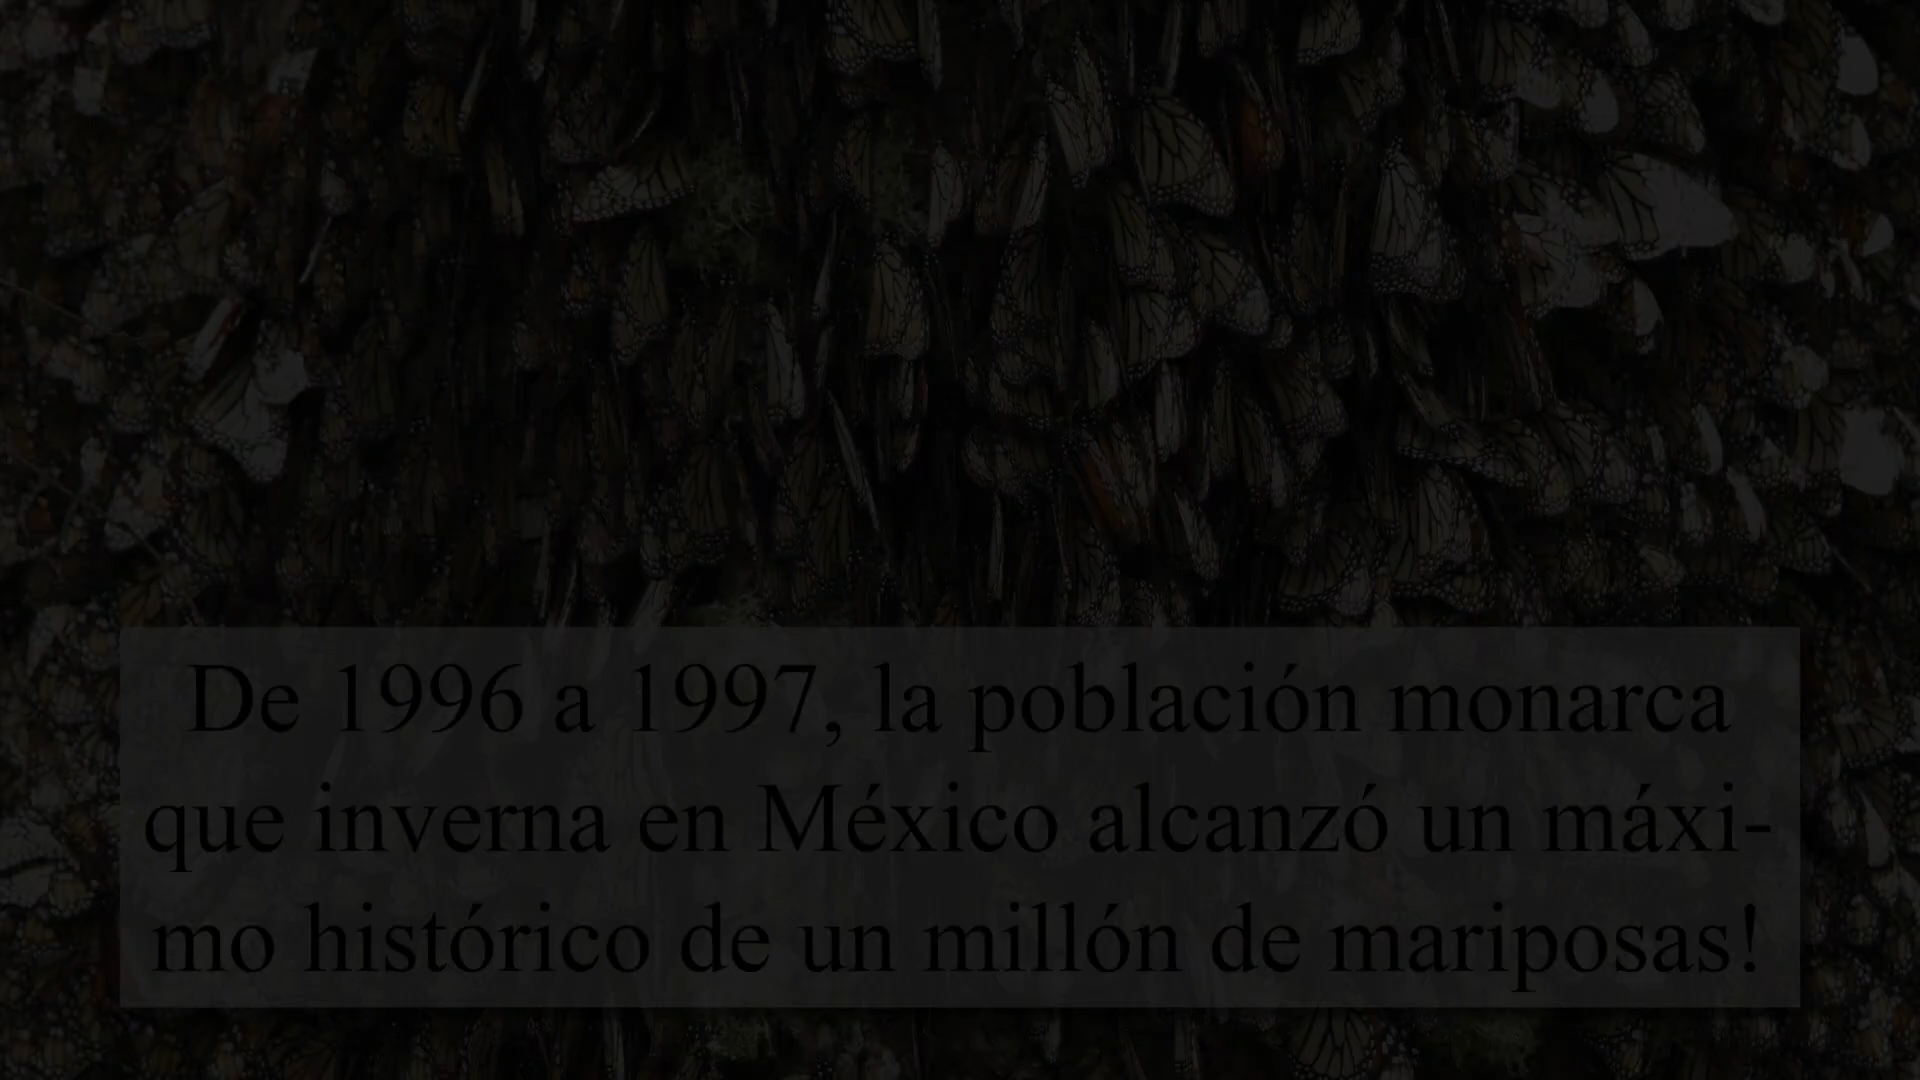 De 1996 a 1997, la población monarca
que inverna en México alcanzó un máxi-
mo histórico de un millón de mariposas!